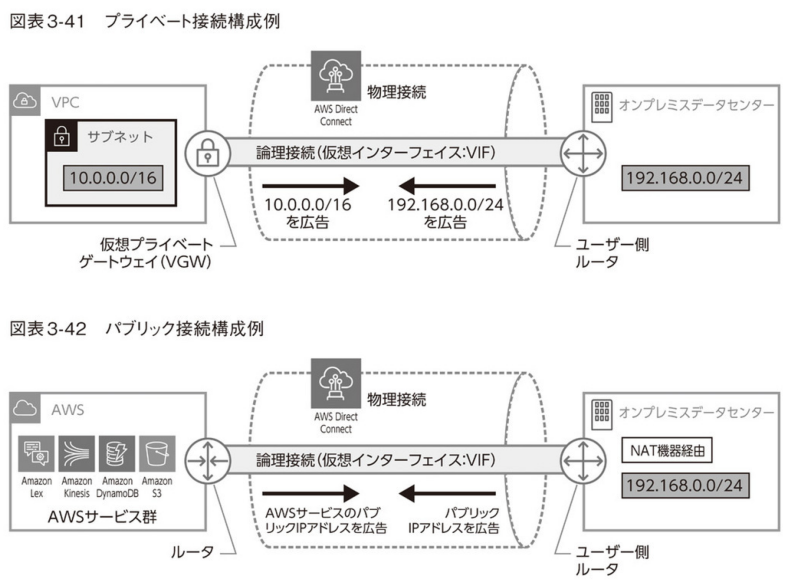 図表3-41 プライベート接続構成例
VPC
サブネット
10.0.0.0/16
AWS Direct
Connect
物理接続
オンプレミスデータセンター
論理接続(仮想インターフェイス:VIF)
192.168.0.0/24
10.0.0.0/16
を広告
192.168.0.0/24
を広告
仮想プライベート
ゲートウェイ(VGW)
ユーザー側
ルータ
図表3-42 パブリック接続構成例
AWS
AWS Direct
Connect
物理接続
オンプレミスデータセンター
論理接続(仮想インターフェイス:VIF)
NAT機器経由
192.168.0.0/24
Amazon
Lex
Amazon
Kinesis
Amazon
DynamoDB
Amazon
S3
AWSサービス群
AWSサービスのパブ
リックIPアドレスを広告
パブリック
IPアドレスを広告
ルータ
ユーザー側
ルータ